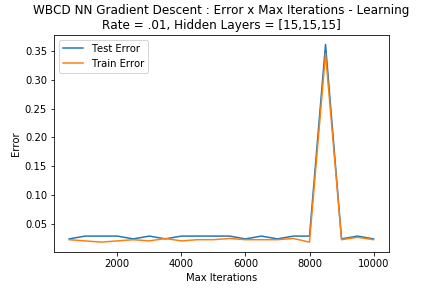 WBCD NN Gradient Descent : Error x Max Iterations - Learning
Rate = .01, Hidden Layers = [15,15,15]
Test Error
Train Error
0.35
0.30
0.25
0.20
0.15
0.10
0.05
Error
2000 4000 6000 8000 10000
Max Iterations